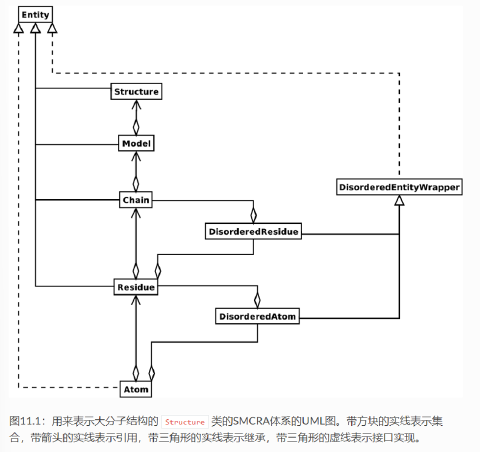 Entity
Structure
Model
Chain
DisorderedEntityWrapper
DisorderedResidue
Residue
DisorderedAtom
Atom
图11.1：用来表示大分子结构的 Structure 类的SMCRA体系的UML图。带方块的实线表示集
合，带箭头的实线表示引用，带三角形的实线表示继承，带三角形的虚线表示接口实现。